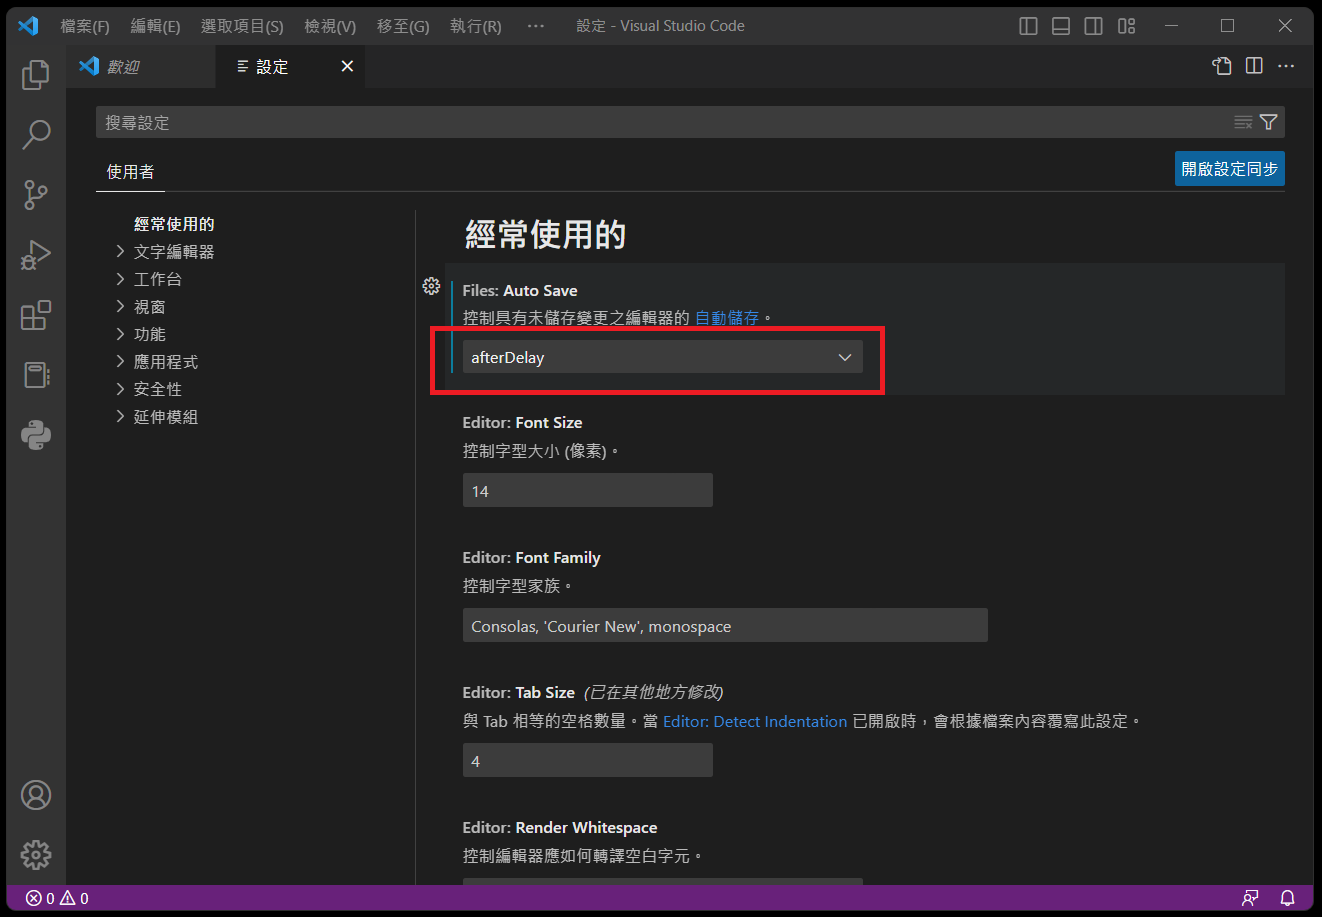 檔案(F) 編輯(E) 選取項目(S) 檢視(V) 移至(G) 執行(R) ··· 設定 - Visual Studio Code
歡迎 設定
搜尋設定
使用者 開啟設定同步
經常使用的
文字編輯器
工作台
視窗
功能
應用程式
安全性
延伸模組
經常使用的
Files: Auto Save
控制具有未儲存變更之編輯器的 自動儲存。
afterDelay
Editor: Font Size
控制字型大小 (像素)。
14
Editor: Font Family
控制字型家族。
Consolas, 'Courier New', monospace
Editor: Tab Size (已在其他地方修改)
與 Tab 相等的空格數量。當 Editor: Detect Indentation 已開啟時，會根據檔案內容覆寫此設定。
4
Editor: Render Whitespace
控制編輯器應如何轉譯空白字元。
0 0